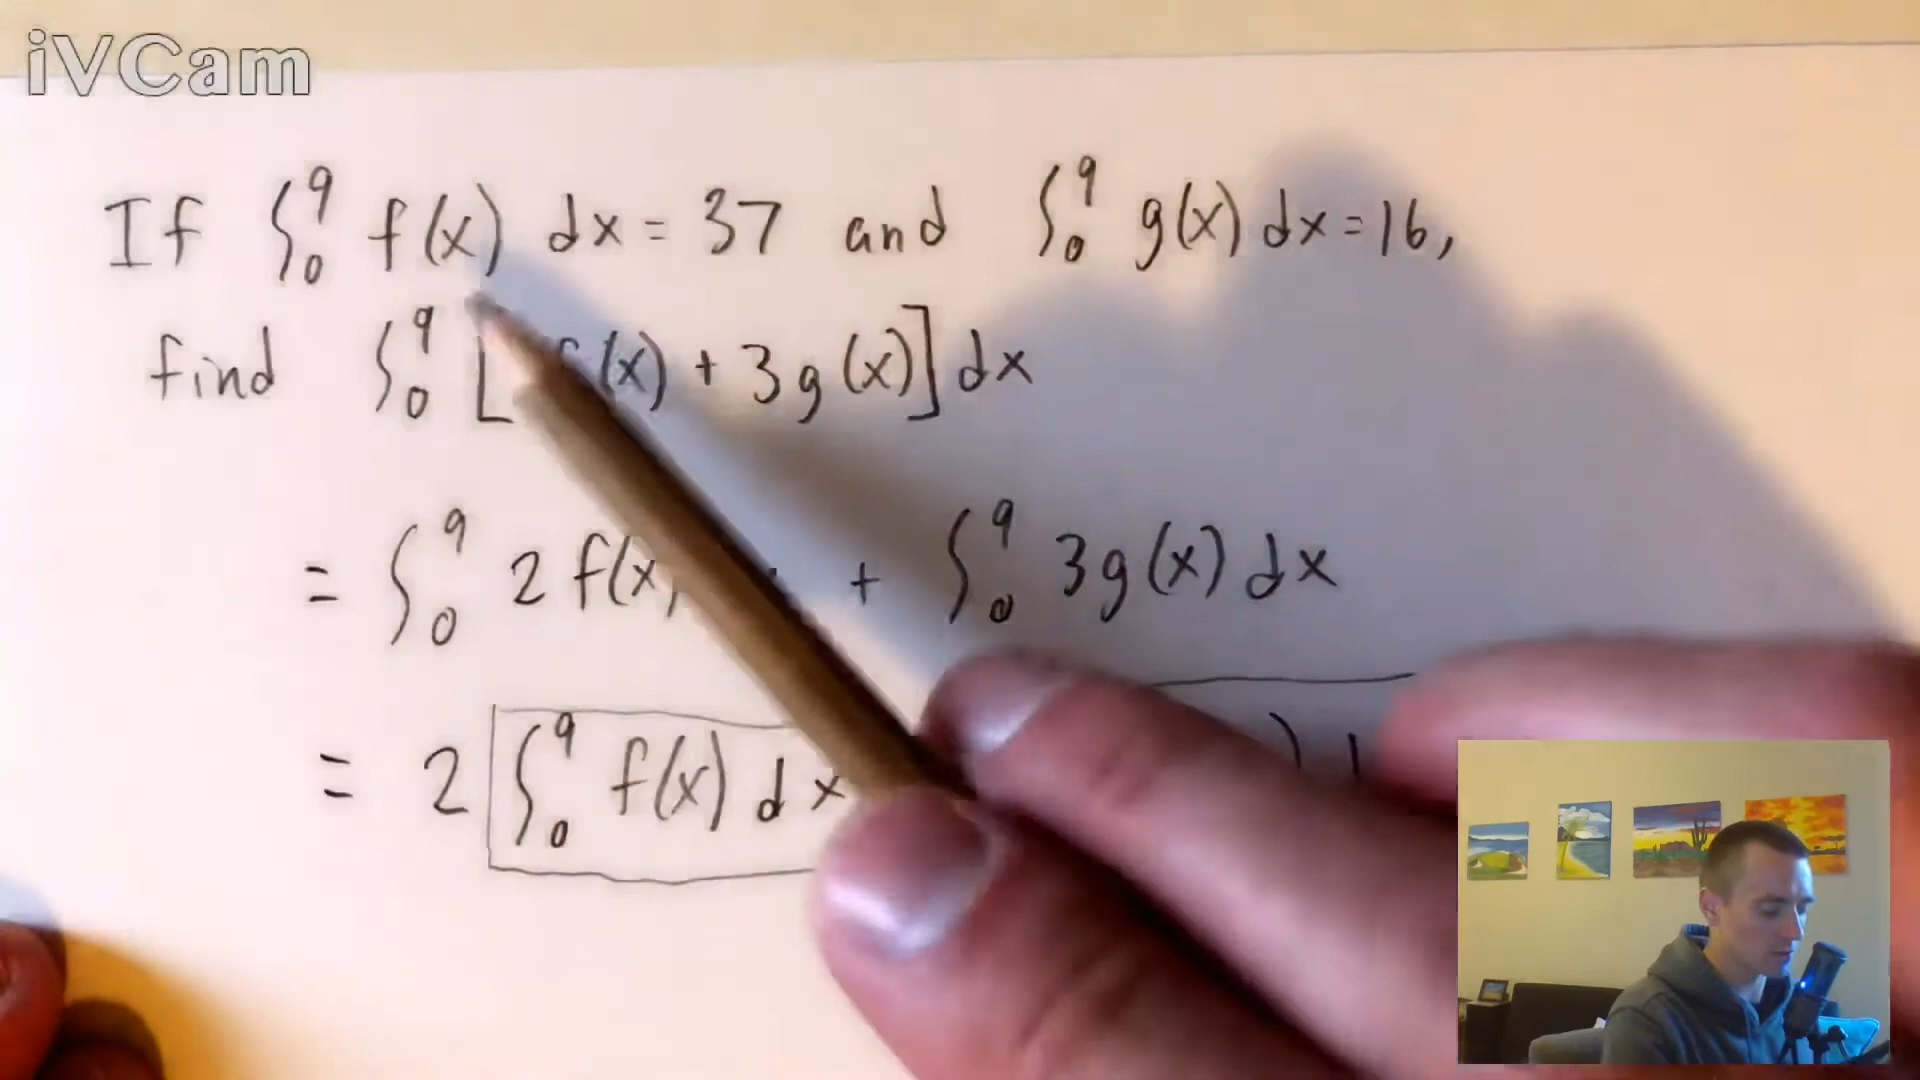 iVCam
If ∫₀⁹ f(x) dx = 37 and ∫₀⁹ g(x) dx = 16,
find ∫₀⁹ [ f(x) + 3g(x)] dx
= ∫₀⁹ 2 f(x + ∫₀⁹ 3g(x) dx
= 2 ∫₀⁹ f(x) dx